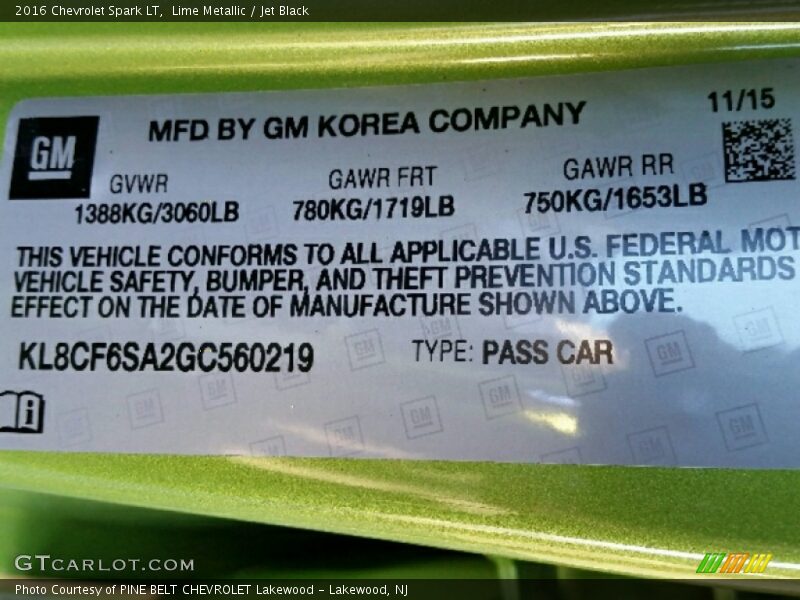 2016 Chevrolet Spark LT, Lime Metallic / Jet Black
11/15
GM MFD BY GM KOREA COMPANY
GVWR GAWR FRT GAWR RR
1388KG/3060LB 780KG/1719LB 750KG/1653LB
THIS VEHICLE CONFORMS TO ALL APPLICABLE U.S. FEDERAL MOT
VEHICLE SAFETY, BUMPER, AND THEFT PREVENTION STANDARDS
EFFECT ON THE DATE OF MANUFACTURE SHOWN ABOVE.
KL8CF6SA2GC560219 TYPE: PASS CAR
GTCARLOT.COM
Photo Courtesy of PINE BELT CHEVROLET Lakewood - Lakewood, NJ